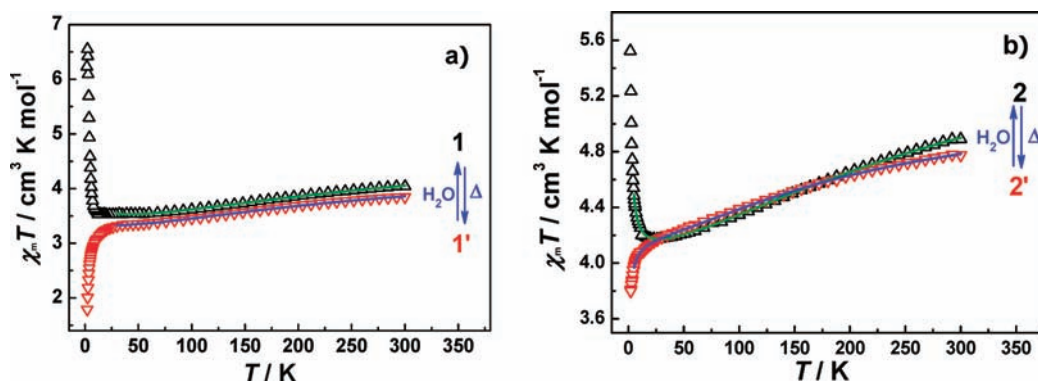 a)
7
6
5
4
3
2
χₘT / cm³ K mol⁻¹
1
H₂O
Δ
1'
0 50 100 150 200 250 300 350
T / K
b)
5.6
5.2
4.8
4.4
4.0
3.6
χₘT / cm³ K mol⁻¹
2
H₂O
Δ
2'
0 50 100 150 200 250 300 350
T / K